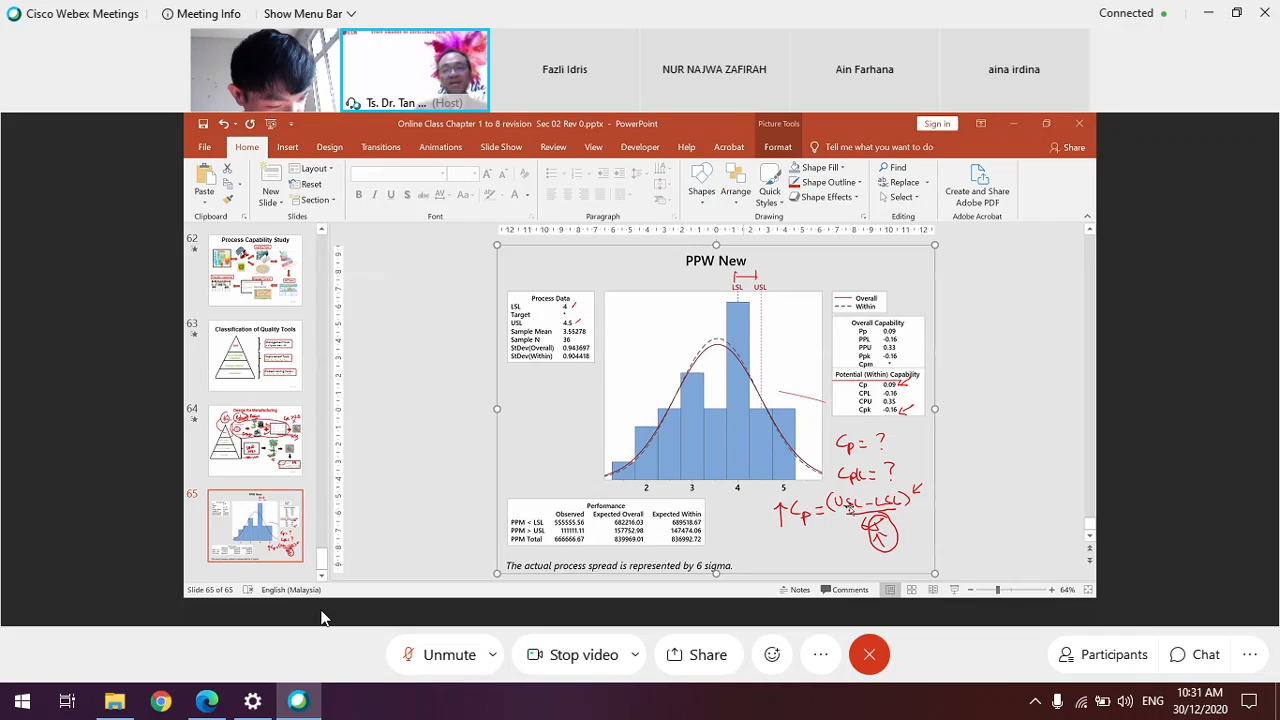 Cisco Webex Meetings
Meeting Info
Show Menu Bar
Connected
Ts. Dr. Tan ... (Host)
Fazli Idris
NUR NAJWA ZAFIRAH
Ain Farhana
aina irdina
Online Class Chapter 1 to 8 revision Sec 02 Rev 0.pptx - PowerPoint
Picture Tools
Sign in
File
Home
Insert
Design
Transitions
Animations
Slide Show
Review
View
Developer
Help
Acrobat
Format
Tell me what you want to do
Share
Paste
Clipboard
New Slide
Layout
Reset
Section
Slides
Font
Paragraph
Shapes
Arrange
Quick Styles
Shape Fill
Shape Outline
Shape Effects
Drawing
Find
Replace
Select
Editing
Create and Share Adobe PDF
Adobe Acrobat
62
Process Capability Study
63
Classification of Quality Tools
64
Design for Manufacturing
65
PPW New
PPW New
LSL USL
Process Data
LSL 4
Target *
USL 4.5
Sample Mean 3.55278
Sample N 36
StDev(Overall) 0.943697
StDev(Within) 0.904418
Overall
Within
Overall Capability
Pp 0.09
PPL -0.16
PPU 0.33
Ppk -0.16
Cpm *
Potential (Within) Capability
Cp 0.09
CPL -0.16
CPU 0.35
Cpk -0.16
Cp = ?
Cpk = ?
↑ Cp = (USL - LSL)
2 3 4 5
Performance
Observed Expected Overall Expected Within
PPM < LSL 555555.56 682216.03 689518.67
PPM > USL 111111.11 157752.98 147474.06
PPM Total 666666.67 839969.01 836992.72
The actual process spread is represented by 6 sigma.
Slide 65 of 65
English (Malaysia)
Notes
Comments
64%
Unmute
Stop video
Share
Participants
Chat
ENG
10:31 AM
30/12/2020